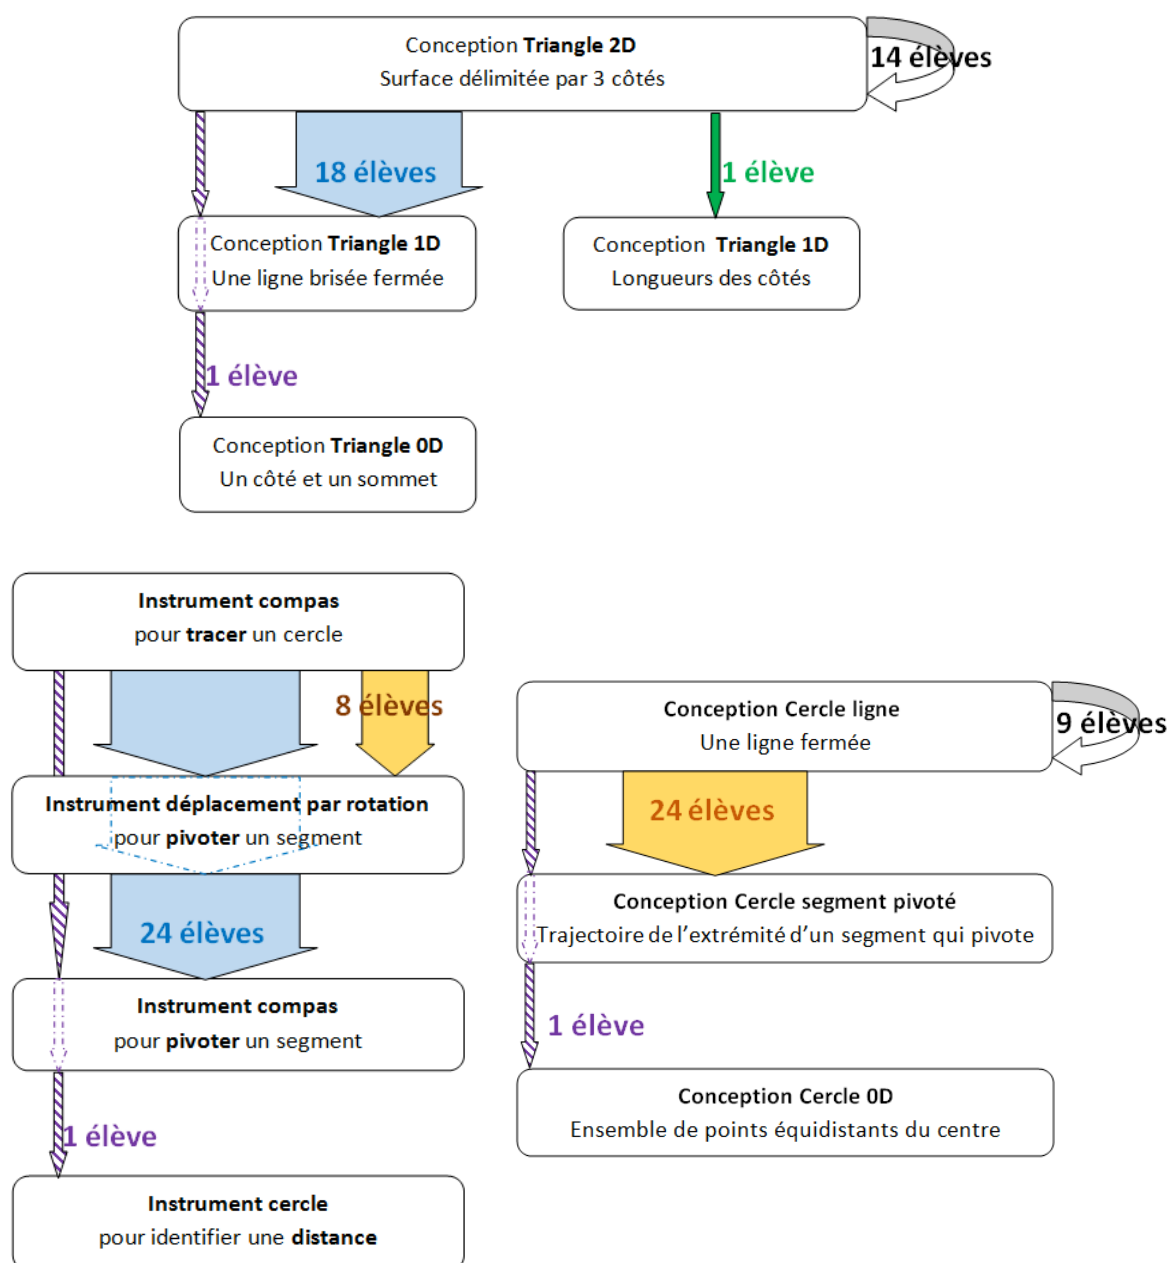 Conception Triangle 2D
Surface délimitée par 3 côtés
14 élèves
18 élèves
1 élève
Conception Triangle 1D
Une ligne brisée fermée
Conception Triangle 1D
Longueurs des côtés
1 élève
Conception Triangle 0D
Un côté et un sommet
Instrument compas
pour tracer un cercle
8 élèves
Instrument déplacement par rotation
pour pivoter un segment
24 élèves
Instrument compas
pour pivoter un segment
1 élève
Instrument cercle
pour identifier une distance
Conception Cercle ligne
Une ligne fermée
9 élèves
24 élèves
Conception Cercle segment pivoté
Trajectoire de l'extrémité d'un segment qui pivote
1 élève
Conception Cercle 0D
Ensemble de points équidistants du centre